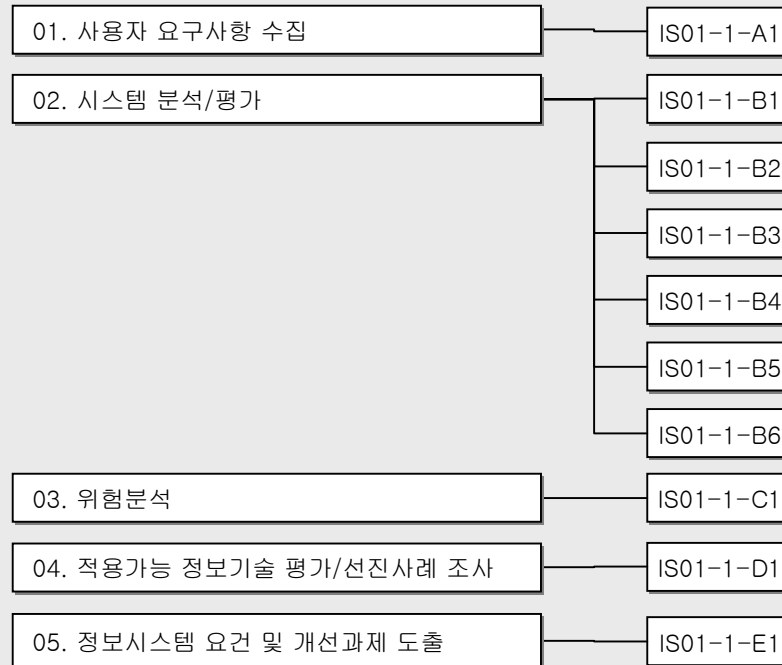 01. 사용자 요구사항 수집
IS01-1-A1
02. 시스템 분석/평가
IS01-1-B1
IS01-1-B2
IS01-1-B3
IS01-1-B4
IS01-1-B5
IS01-1-B6
03. 위험분석
IS01-1-C1
04. 적용가능 정보기술 평가/선진사례 조사
IS01-1-D1
05. 정보시스템 요건 및 개선과제 도출
IS01-1-E1